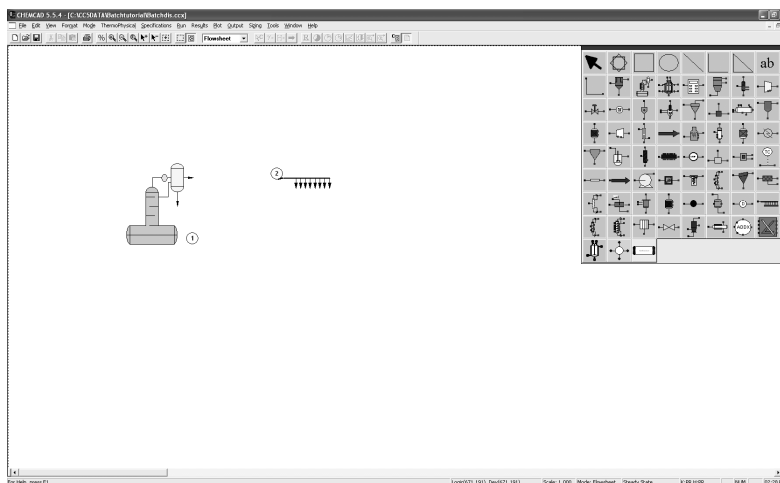 CHEMCAD 5.5.4 - [C:\CC5DATA\Batchtutorial\Batchdis.ccx]
File Edit View Format Mode ThermoPhysical Specifications Run Results Plot Output Sizing Tools Window Help
% Flowsheet
ab
2
1
TC
ADDX
For Help, press F1
Scale: 1.000 Mode: Flowsheet Steady State NUM